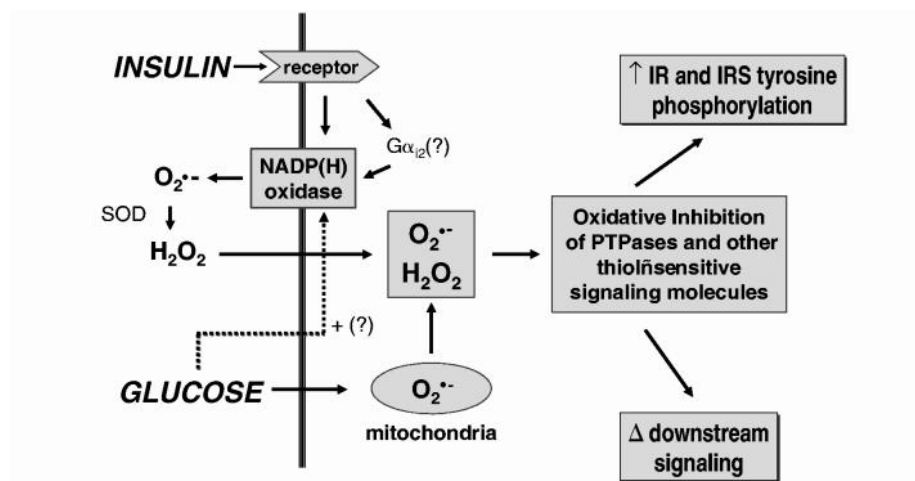 INSULIN
receptor
↑ IR and IRS tyrosine
phosphorylation
Gα i2 (?)
NADP(H)
oxidase
O₂•-
SOD
H₂O₂
O₂•-
H₂O₂
Oxidative Inhibition
of PTPases and other
thiolñsensitive
signaling molecules
+ (?)
GLUCOSE
O₂•-
mitochondria
Δ downstream
signaling